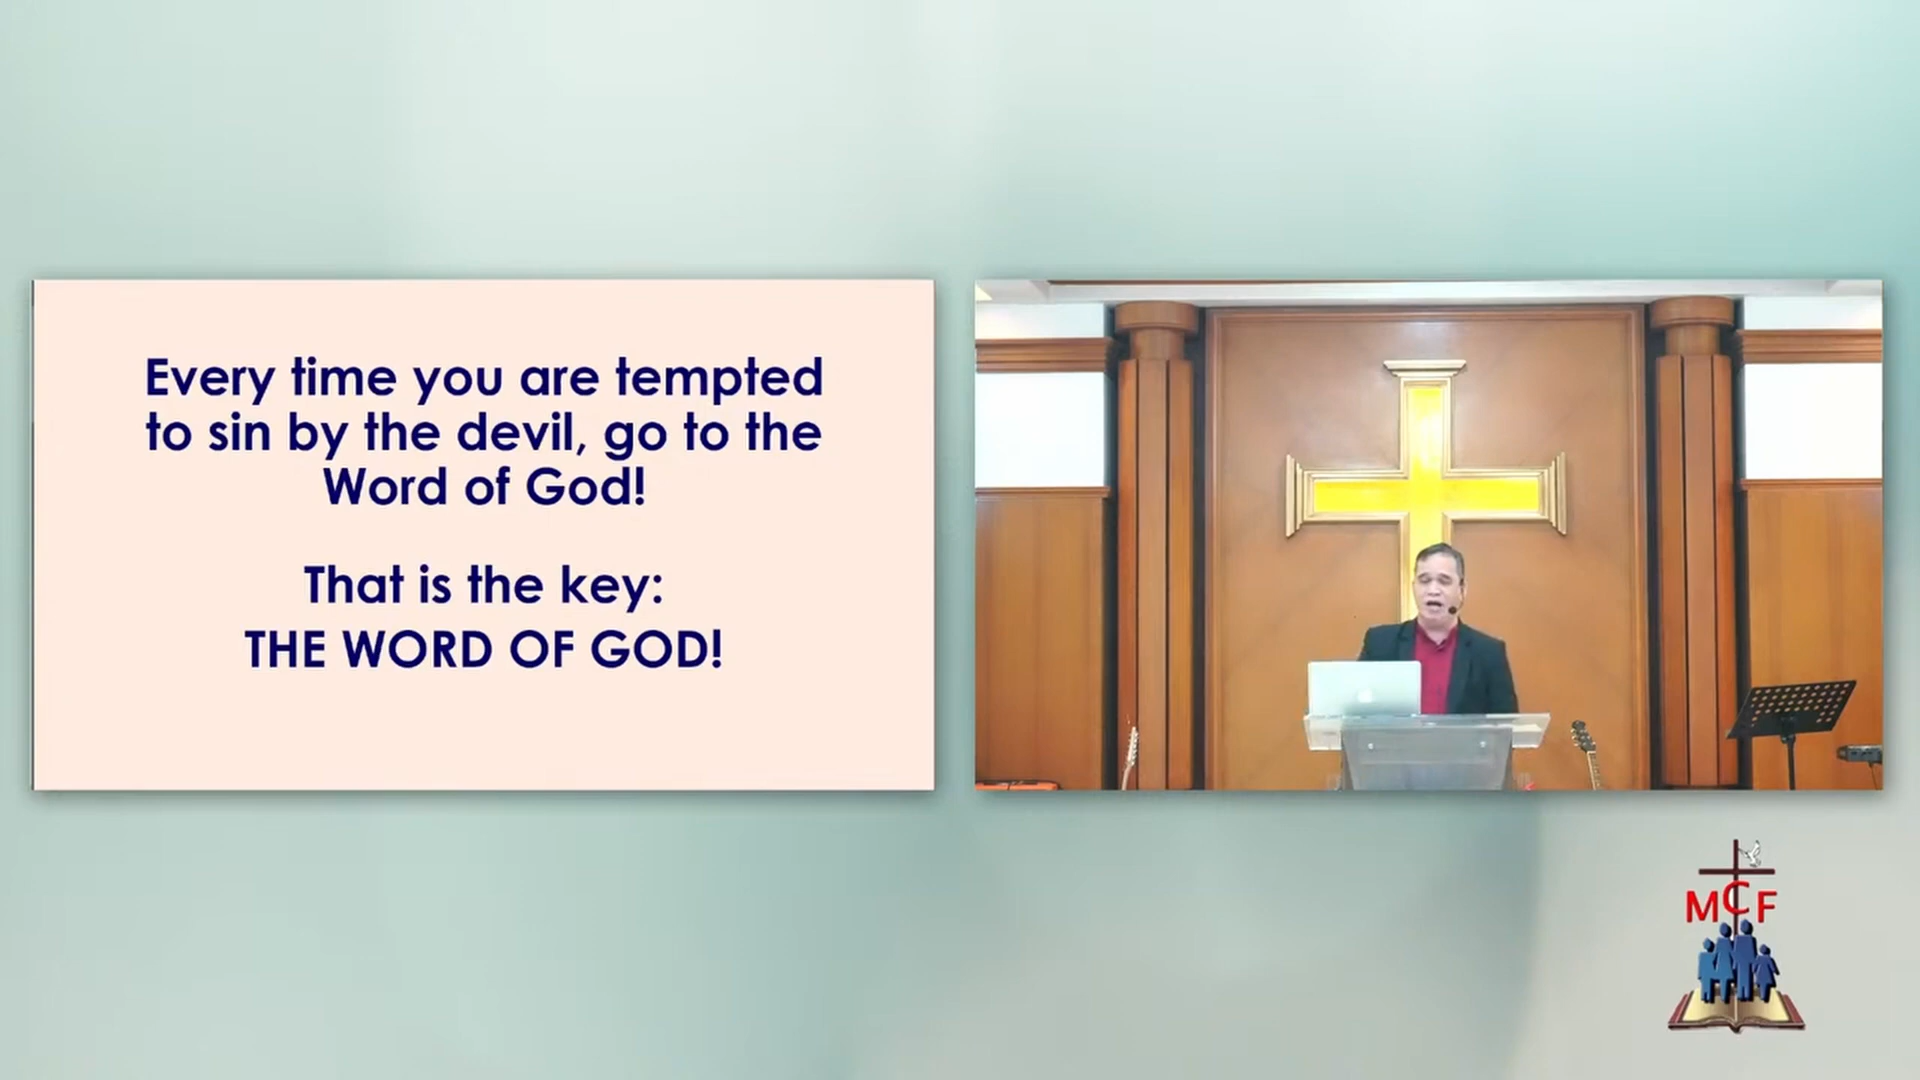 Every time you are tempted
to sin by the devil, go to the
Word of God!
That is the key:
THE WORD OF GOD!
MCF